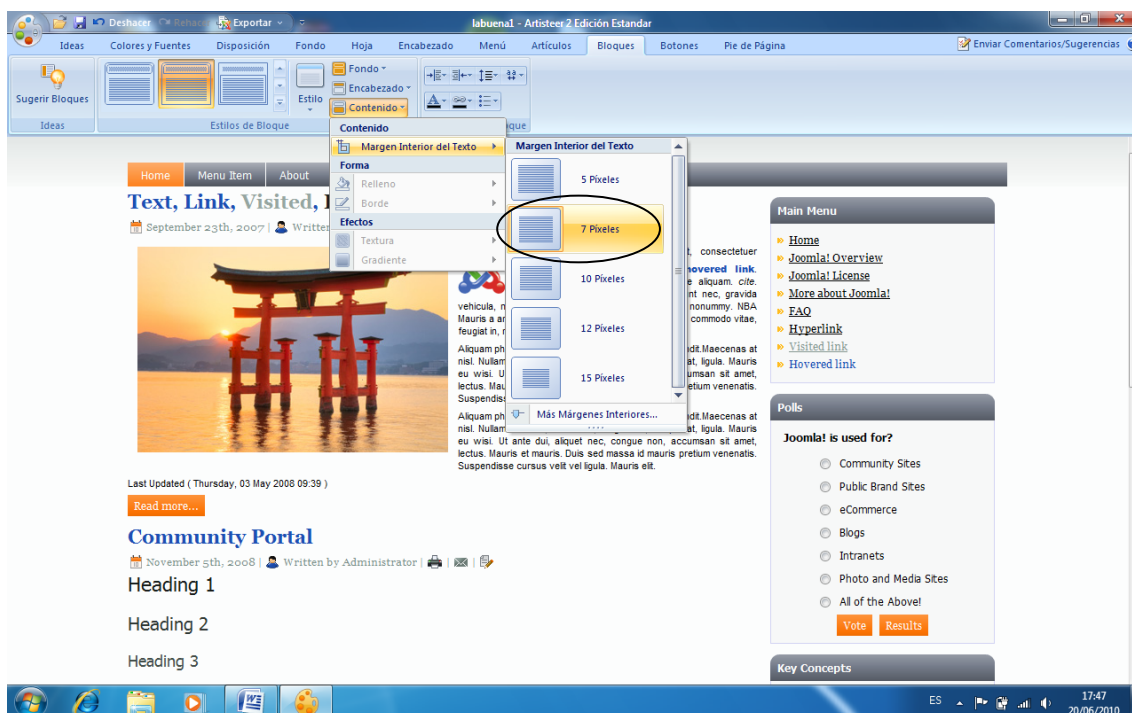 Deshacer Rehacer Exportar
labuena1 - Artisteer 2 Edición Estandar
Ideas Colores y Fuentes Disposición Fondo Hoja Encabezado Menú Artículos Bloques Botones Pie de Página Enviar Comentarios/Sugerencias
Sugerir Bloques
Estilo
Fondo
Encabezado
Contenido
Ideas Estilos de Bloque
Contenido
Margen Interior del Texto
Forma
Relleno
Borde
Efectos
Textura
Gradiente
Margen Interior del Texto
5 Píxeles
7 Píxeles
10 Píxeles
12 Píxeles
15 Píxeles
Más Márgenes Interiores...
Home Menu Item About
Text, Link, Visited,
September 23th, 2007 | Writte
, consectetuer
hovered link.
e aliquam. cite.
nt nec, gravida
vehicula, nonummy. NBA
Mauris a commodo vitae,
feugiat in,
Aliquam ph dit.Maecenas at
nisl. Nullam at, ligula. Mauris
eu wisi. U umsan sit amet,
lectus. Mau etium venenatis.
Suspendiss
Aliquam ph dit.Maecenas at
nisl. Nullam at, ligula. Mauris
eu wisi. Ut ante dui, aliquet nec, congue non, accumsan sit amet,
lectus. Mauris et mauris. Duis sed massa id mauris pretium venenatis.
Suspendisse cursus velit vel ligula. Mauris elit.
Last Updated ( Thursday, 03 May 2008 09:39 )
Read more...
Community Portal
November 5th, 2008 | Written by Administrator | | |
Heading 1
Heading 2
Heading 3
Main Menu
Home
Joomla! Overview
Joomla! License
More about Joomla!
FAQ
Hyperlink
Visited link
Hovered link
Polls
Joomla! is used for?
Community Sites
Public Brand Sites
eCommerce
Blogs
Intranets
Photo and Media Sites
All of the Above!
Vote Results
Key Concepts
ES 17:47
20/06/2010